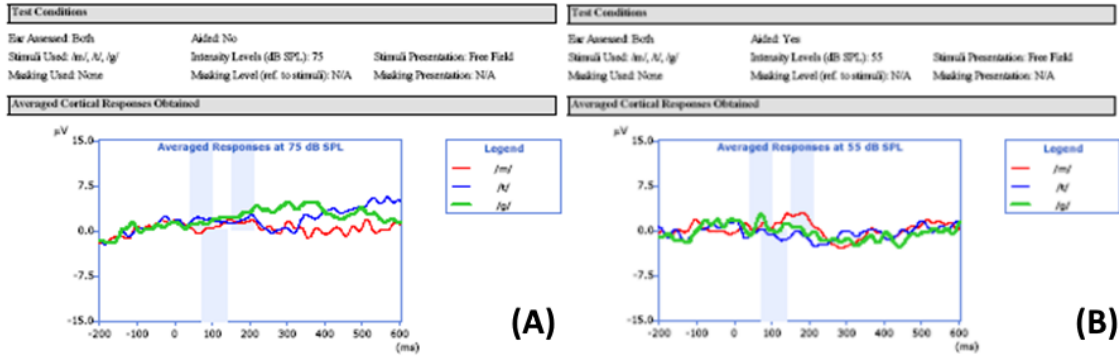 Test Conditions
Ear Assessed: Both Aided: No
Stimuli Used: /m/, /t/, /g/ Intensity Levels (dB SPL): 75 Stimuli Presentation: Free Field
Masking Used: None Masking Level (ref. to stimuli): N/A Masking Presentation: N/A
Averaged Cortical Responses Obtained
µV
Averaged Responses at 75 dB SPL
15.0
7.5
0.0
-7.5
-15.0
-200 -100 0 100 200 300 400 500 600
(ms)
Legend
/m/
/t/
/g/
(A)
Test Conditions
Ear Assessed: Both Aided: Yes
Stimuli Used: /m/, /t/, /g/ Intensity Levels (dB SPL): 55 Stimuli Presentation: Free Field
Masking Used: None Masking Level (ref. to stimuli): N/A Masking Presentation: N/A
Averaged Cortical Responses Obtained
µV
Averaged Responses at 55 dB SPL
15.0
7.5
0.0
-7.5
-15.0
-200 -100 0 100 200 300 400 500 600
(ms)
Legend
/m/
/t/
/g/
(B)